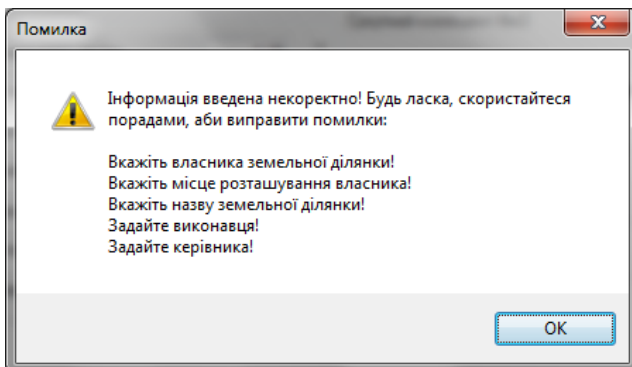 Помилка
Інформація введена некоректно! Будь ласка, скористайтеся
порадами, аби виправити помилки:
Вкажіть власника земельної ділянки!
Вкажіть місце розташування власника!
Вкажіть назву земельної ділянки!
Задайте виконавця!
Задайте керівника!
OK